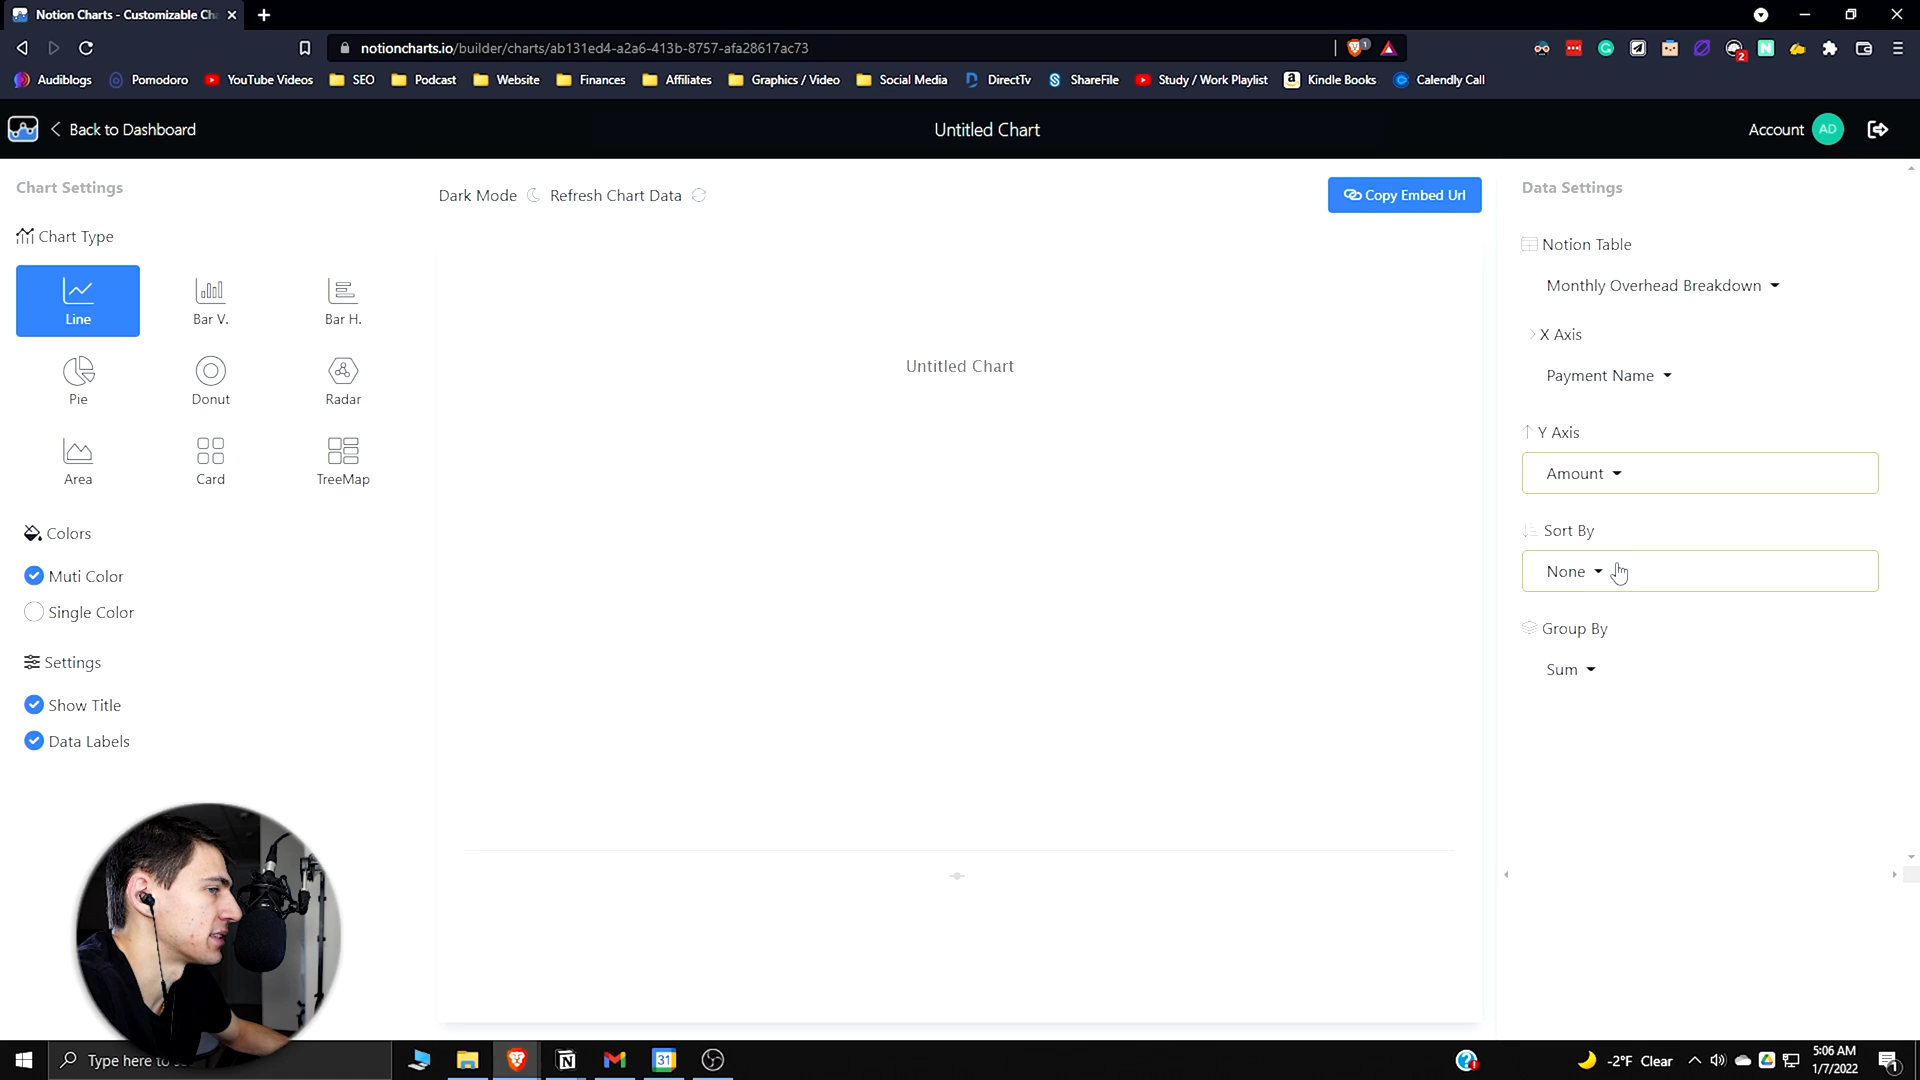 Notion Charts - Customizable Ch
notioncharts.io/builder/charts/ab131ed4-a2a6-413b-8757-afa28617ac73
1
2
Audiblogs
Pomodoro
YouTube Videos
SEO
Podcast
Website
Finances
Affiliates
Graphics / Video
Social Media
DirectTv
ShareFile
Study / Work Playlist
Kindle Books
Calendly Call
Back to Dashboard
Untitled Chart
Account
AD
Chart Settings
Chart Type
Line
Bar V.
Bar H.
Pie
Donut
Radar
Area
Card
TreeMap
Colors
Muti Color
Single Color
Settings
Show Title
Data Labels
Dark Mode
Refresh Chart Data
Copy Embed Url
Untitled Chart
Data Settings
Notion Table
Monthly Overhead Breakdown
X Axis
Payment Name
Y Axis
Amount
Sort By
None
Group By
Sum
Type here to
31
-2°F Clear
5:06 AM
1/7/2022
1